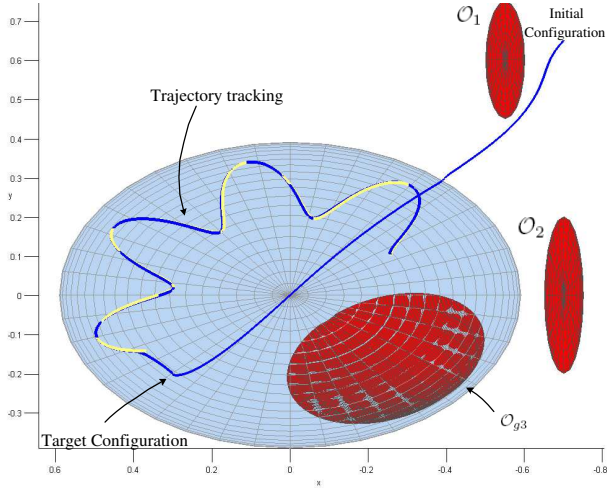 0.7
0.6
0.5
0.4
0.3
0.2
0.1
0
-0.1
-0.2
-0.3
y
0.6
0.4
0.2
0
-0.2
-0.4
-0.6
-0.8
x
O1
Initial
Configuration
Trajectory tracking
O2
Og3
Target Configuration